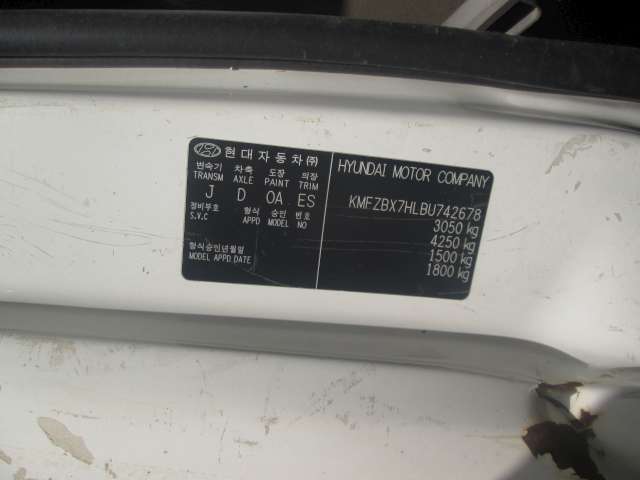 현대자동차㈜
변속기 차축 도장 의장
TRANSM AXLE PAINT TRIM
J D OA ES
정비부호 형식 승인 번호
S.V.C APPD MODEL NO
형식승인년월일
MODEL APPD.DATE
HYUNDAI MOTOR COMPANY
KMFZBX7HLBU742678
3050 kg
4250 kg
1500 kg
1800 kg